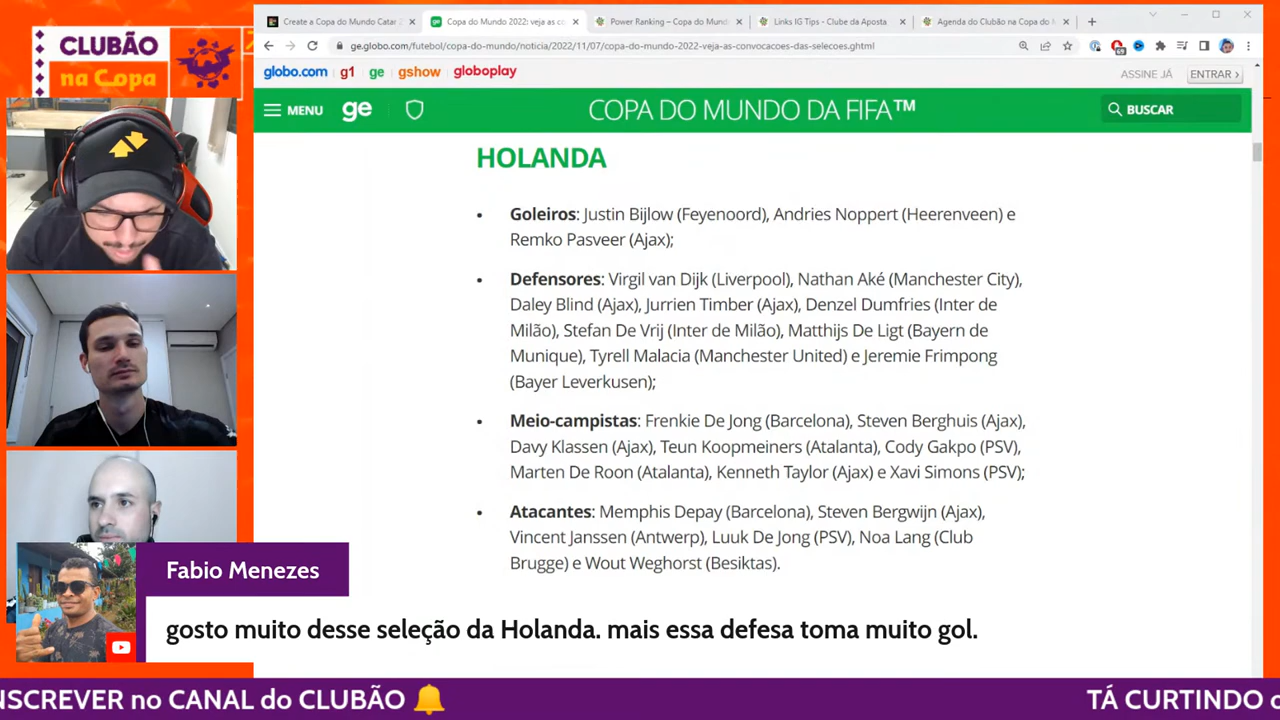 CLUBÃO
na Copa
Create a Copa do Mundo Catar 2
Copa do Mundo 2022: veja as co
Power Ranking – Copa do Mund
Links IG Tips - Clube da Aposta
Agenda do Clubão na Copa do M
ge.globo.com/futebol/copa-do-mundo/noticia/2022/11/07/copa-do-mundo-2022-veja-as-convocacoes-das-selecoes.ghtml
69
globo.com g1 ge gshow globoplay
ASSINE JÁ ENTRAR ›
MENU ge COPA DO MUNDO DA FIFA™ BUSCAR
HOLANDA
• Goleiros: Justin Bijlow (Feyenoord), Andries Noppert (Heerenveen) e
Remko Pasveer (Ajax);
• Defensores: Virgil van Dijk (Liverpool), Nathan Aké (Manchester City),
Daley Blind (Ajax), Jurrien Timber (Ajax), Denzel Dumfries (Inter de
Milão), Stefan De Vrij (Inter de Milão), Matthijs De Ligt (Bayern de
Munique), Tyrell Malacia (Manchester United) e Jeremie Frimpong
(Bayer Leverkusen);
• Meio-campistas: Frenkie De Jong (Barcelona), Steven Berghuis (Ajax),
Davy Klassen (Ajax), Teun Koopmeiners (Atalanta), Cody Gakpo (PSV),
Marten De Roon (Atalanta), Kenneth Taylor (Ajax) e Xavi Simons (PSV);
• Atacantes: Memphis Depay (Barcelona), Steven Bergwijn (Ajax),
Vincent Janssen (Antwerp), Luuk De Jong (PSV), Noa Lang (Club
Brugge) e Wout Weghorst (Besiktas).
Fabio Menezes
gosto muito desse seleção da Holanda. mais essa defesa toma muito gol.
NSCREVER no CANAL do CLUBÃO 🔔 TÁ CURTINDO